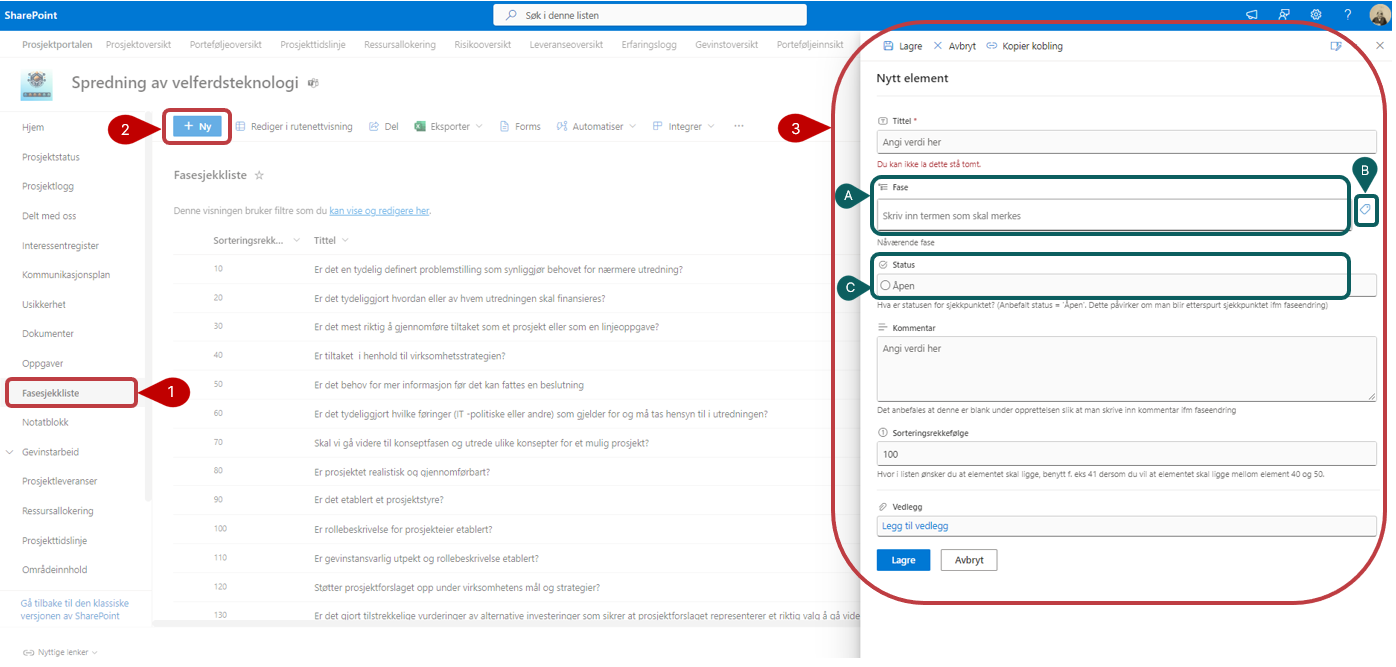 SharePoint
Søk i denne listen
?
Prosjektportalen Prosjektoversikt Porteføljeoversikt Prosjekttidslinje Ressursallokering Risikooversikt Leveranseoversikt Erfaringslogg Gevinstoversikt Porteføljeinnsikt
Spredning av velferdsteknologi
Hjem
Prosjektstatus
Prosjektlogg
Delt med oss
Interessentregister
Kommunikasjonsplan
Usikkerhet
Dokumenter
Oppgaver
Fasesjekkliste
Notatblokk
Gevinstarbeid
Prosjektleveranser
Ressursallokering
Prosjekttidslinje
Områdeinnhold
Gå tilbake til den klassiske
versjonen av SharePoint
Nyttige lenker
1
2
+ Ny Rediger i rutenettvisning Del Eksporter Forms Automatiser Integrer ...
Fasesjekkliste
Denne visningen bruker filtre som du kan vise og redigere her.
Sorteringsrekk... Tittel
10 Er det en tydelig definert problemstilling som synliggjør behovet for nærmere utredning?
20 Er det tydeliggjort hvordan eller av hvem utredningen skal finansieres?
30 Er det mest riktig å gjennomføre tiltaket som et prosjekt eller som en linjeoppgave?
40 Er tiltaket i henhold til virksomhetsstrategien?
50 Er det behov for mer informasjon før det kan fattes en beslutning
60 Er det tydeliggjort hvilke føringer (IT -politiske eller andre) som gjelder for og må tas hensyn til i utredningen?
70 Skal vi gå videre til konseptfasen og utrede ulike konsepter for et mulig prosjekt?
80 Er prosjektet realistisk og gjennomførbart?
90 Er det etablert et prosjektstyre?
100 Er rollebeskrivelse for prosjekteier etablert?
110 Er gevinstansvarlig utpekt og rollebeskrivelse etablert?
120 Støtter prosjektforslaget opp under virksomhetens mål og strategier?
130 Er det gjort tilstrekkelige vurderinger av alternative investeringer som sikrer at prosjektforslaget representerer et riktig valg å gå vide
3
Lagre Avbryt Kopier kobling
Nytt element
Tittel *
Angi verdi her
Du kan ikke la dette stå tomt.
A
B
Fase
Skriv inn termen som skal merkes
Nåværende fase
C
Status
Åpen
Hva er statusen for sjekkpunktet? (Anbefalt status = 'Åpen'. Dette påvirker om man blir etterspurt sjekkpunktet ifm faseendring)
Kommentar
Angi verdi her
Det anbefales at denne er blank under opprettelsen slik at man skrive inn kommentar ifm faseendring
Sorteringsrekkefølge
100
Hvor i listen ønsker du at elementet skal ligge, benytt f. eks 41 dersom du vil at elementet skal ligge mellom element 40 og 50.
Vedlegg
Legg til vedlegg
Lagre Avbryt